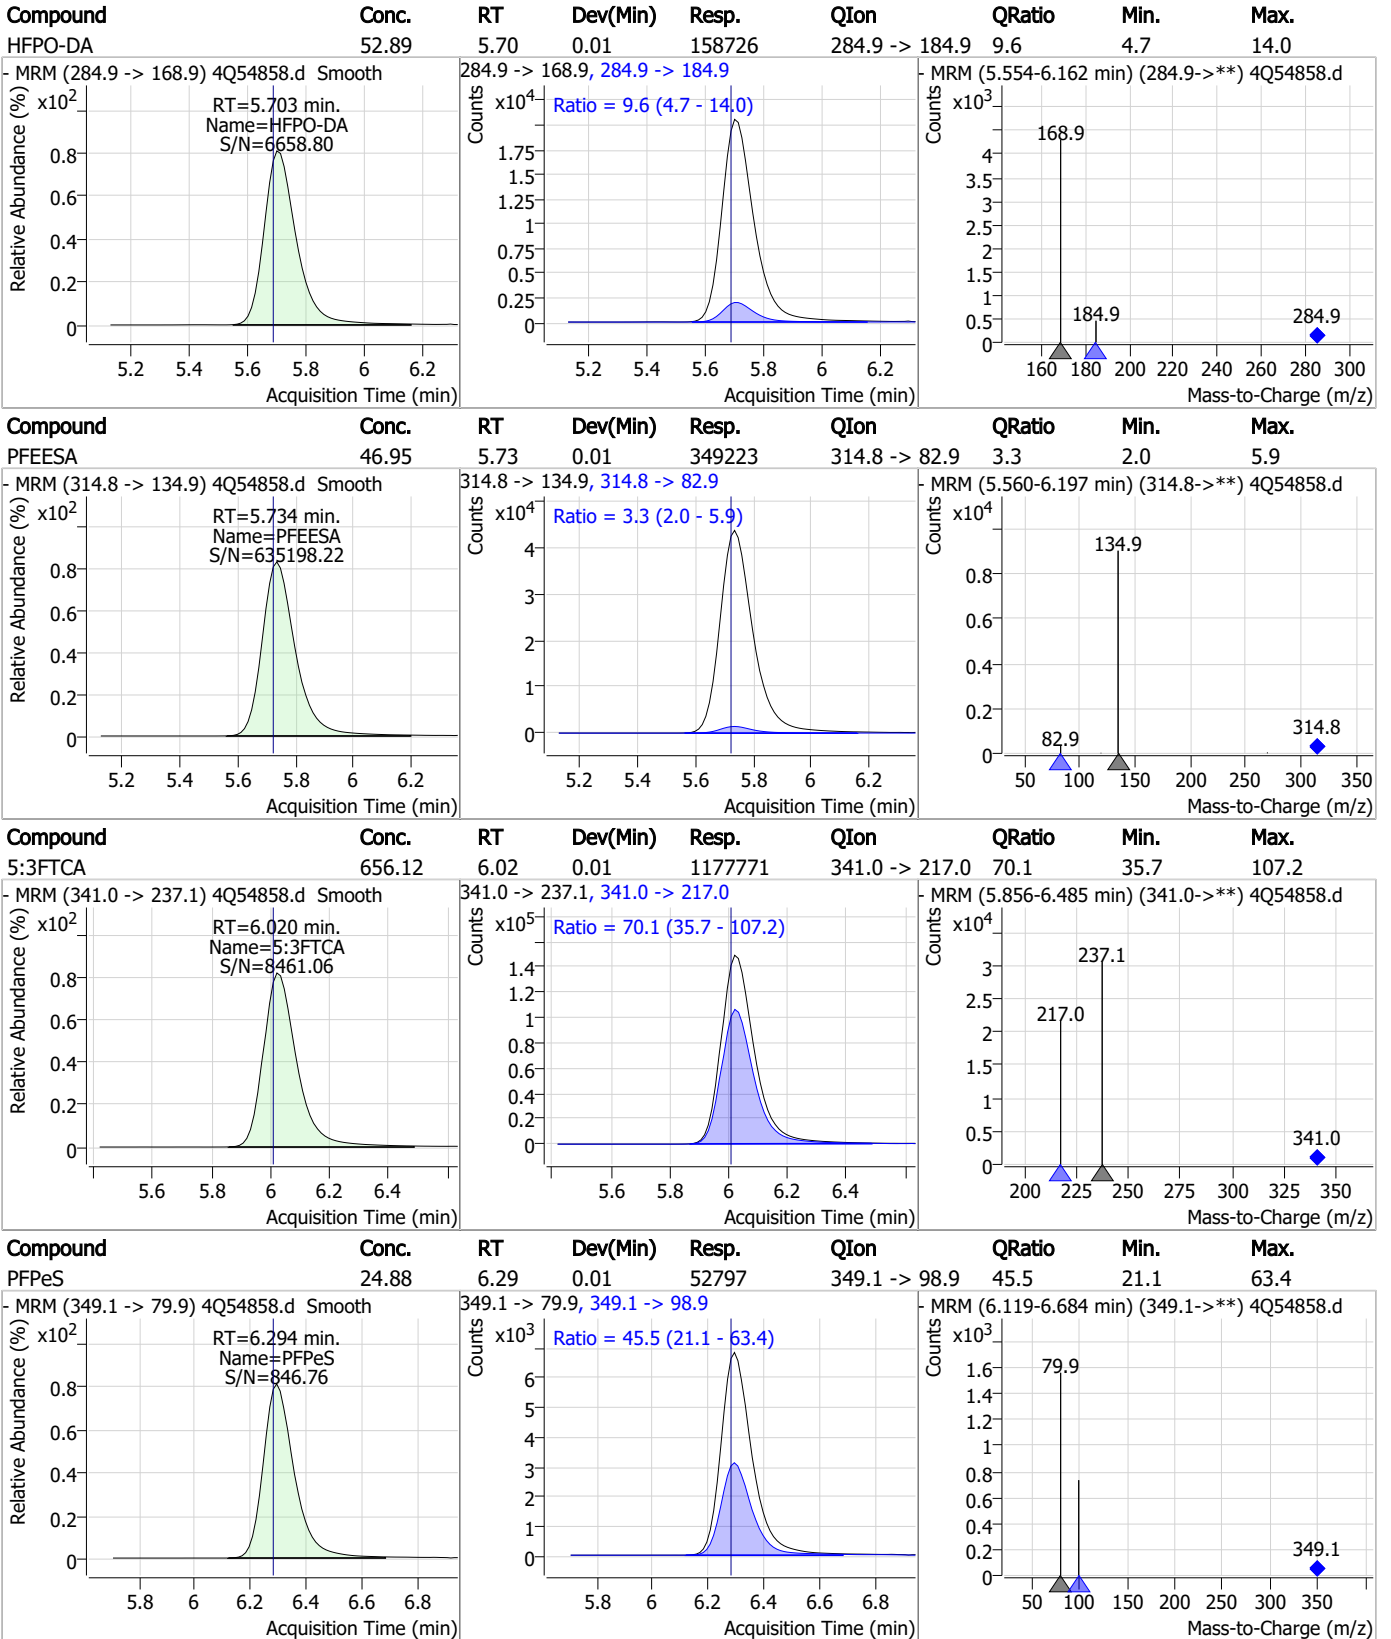 Compound Conc. RT Dev(Min) Resp. QIon QRatio Min. Max.
HFPO-DA 52.89 5.70 0.01 158726 284.9 -> 184.9 9.6 4.7 14.0
- MRM (284.9 -> 168.9) 4Q54858.d Smooth
Relative Abundance (%)
x10²
RT=5.703 min.
Name=HFPO-DA
S/N=6658.80
0.8
0.6
0.4
0.2
0
5.2 5.4 5.6 5.8 6 6.2
Acquisition Time (min)
284.9 -> 168.9, 284.9 -> 184.9
Counts
x10⁴
Ratio = 9.6 (4.7 - 14.0)
1.75
1.5
1.25
1
0.75
0.5
0.25
0
5.2 5.4 5.6 5.8 6 6.2
Acquisition Time (min)
- MRM (5.554-6.162 min) (284.9->**) 4Q54858.d
Counts
x10³
168.9
184.9
284.9
4
3.5
3
2.5
2
1.5
1
0.5
0
160 180 200 220 240 260 280 300
Mass-to-Charge (m/z)
Compound Conc. RT Dev(Min) Resp. QIon QRatio Min. Max.
PFEESA 46.95 5.73 0.01 349223 314.8 -> 82.9 3.3 2.0 5.9
- MRM (314.8 -> 134.9) 4Q54858.d Smooth
Relative Abundance (%)
x10²
RT=5.734 min.
Name=PFEESA
S/N=635198.22
0.8
0.6
0.4
0.2
0
5.2 5.4 5.6 5.8 6 6.2
Acquisition Time (min)
314.8 -> 134.9, 314.8 -> 82.9
Counts
x10⁴
Ratio = 3.3 (2.0 - 5.9)
4
3
2
1
0
5.2 5.4 5.6 5.8 6 6.2
Acquisition Time (min)
- MRM (5.560-6.197 min) (314.8->**) 4Q54858.d
Counts
x10⁴
134.9
82.9
314.8
0.8
0.6
0.4
0.2
0
50 100 150 200 250 300 350
Mass-to-Charge (m/z)
Compound Conc. RT Dev(Min) Resp. QIon QRatio Min. Max.
5:3FTCA 656.12 6.02 0.01 1177771 341.0 -> 217.0 70.1 35.7 107.2
- MRM (341.0 -> 237.1) 4Q54858.d Smooth
Relative Abundance (%)
x10²
RT=6.020 min.
Name=5:3FTCA
S/N=8461.06
0.8
0.6
0.4
0.2
0
5.6 5.8 6 6.2 6.4
Acquisition Time (min)
341.0 -> 237.1, 341.0 -> 217.0
Counts
x10⁵
Ratio = 70.1 (35.7 - 107.2)
1.4
1.2
1
0.8
0.6
0.4
0.2
0
5.6 5.8 6 6.2 6.4
Acquisition Time (min)
- MRM (5.856-6.485 min) (341.0->**) 4Q54858.d
Counts
x10⁴
237.1
217.0
341.0
3
2.5
2
1.5
1
0.5
0
200 225 250 275 300 325 350
Mass-to-Charge (m/z)
Compound Conc. RT Dev(Min) Resp. QIon QRatio Min. Max.
PFPeS 24.88 6.29 0.01 52797 349.1 -> 98.9 45.5 21.1 63.4
- MRM (349.1 -> 79.9) 4Q54858.d Smooth
Relative Abundance (%)
x10²
RT=6.294 min.
Name=PFPeS
S/N=846.76
0.8
0.6
0.4
0.2
0
5.8 6 6.2 6.4 6.6 6.8
Acquisition Time (min)
349.1 -> 79.9, 349.1 -> 98.9
Counts
x10³
Ratio = 45.5 (21.1 - 63.4)
6
5
4
3
2
1
0
5.8 6 6.2 6.4 6.6 6.8
Acquisition Time (min)
- MRM (6.119-6.684 min) (349.1->**) 4Q54858.d
Counts
x10³
79.9
349.1
1.6
1.4
1.2
1
0.8
0.6
0.4
0.2
0
50 100 150 200 250 300 350
Mass-to-Charge (m/z)